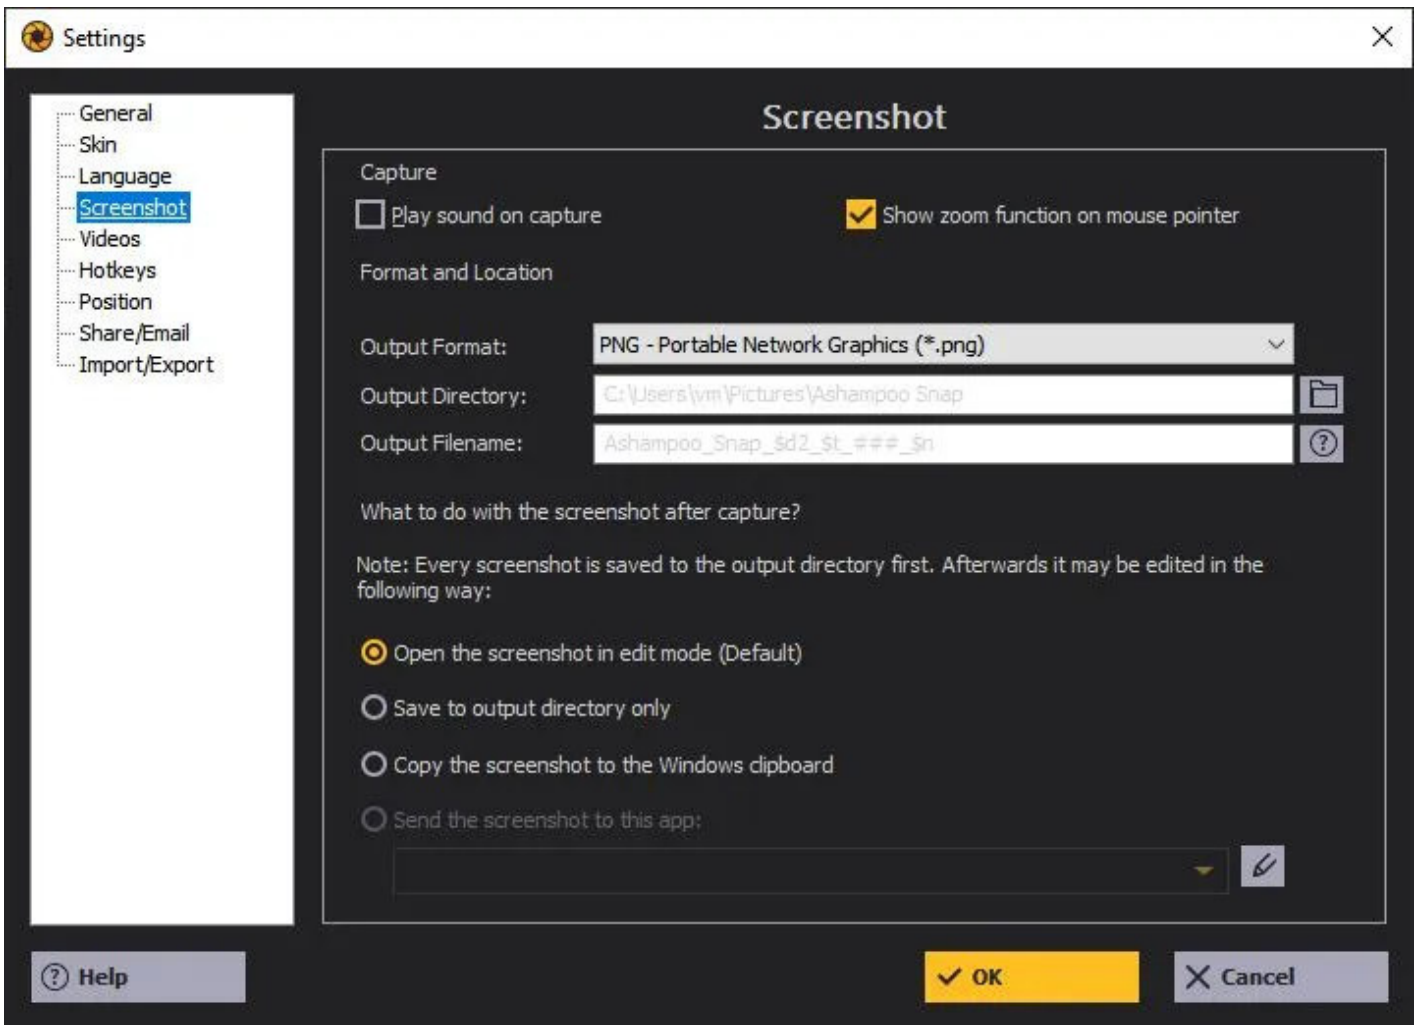 Settings
General
Skin
Language
Screenshot
Videos
Hotkeys
Position
Share/Email
Import/Export
Screenshot
Capture
Play sound on capture
Show zoom function on mouse pointer
Format and Location
Output Format:
PNG - Portable Network Graphics (*.png)
Output Directory:
C:\Users\vm\Pictures\Ashampoo Snap
Output Filename:
Ashampoo_Snap_$d2_$t_###_$n
What to do with the screenshot after capture?
Note: Every screenshot is saved to the output directory first. Afterwards it may be edited in the
following way:
Open the screenshot in edit mode (Default)
Save to output directory only
Copy the screenshot to the Windows clipboard
Send the screenshot to this app:
Help
OK
Cancel